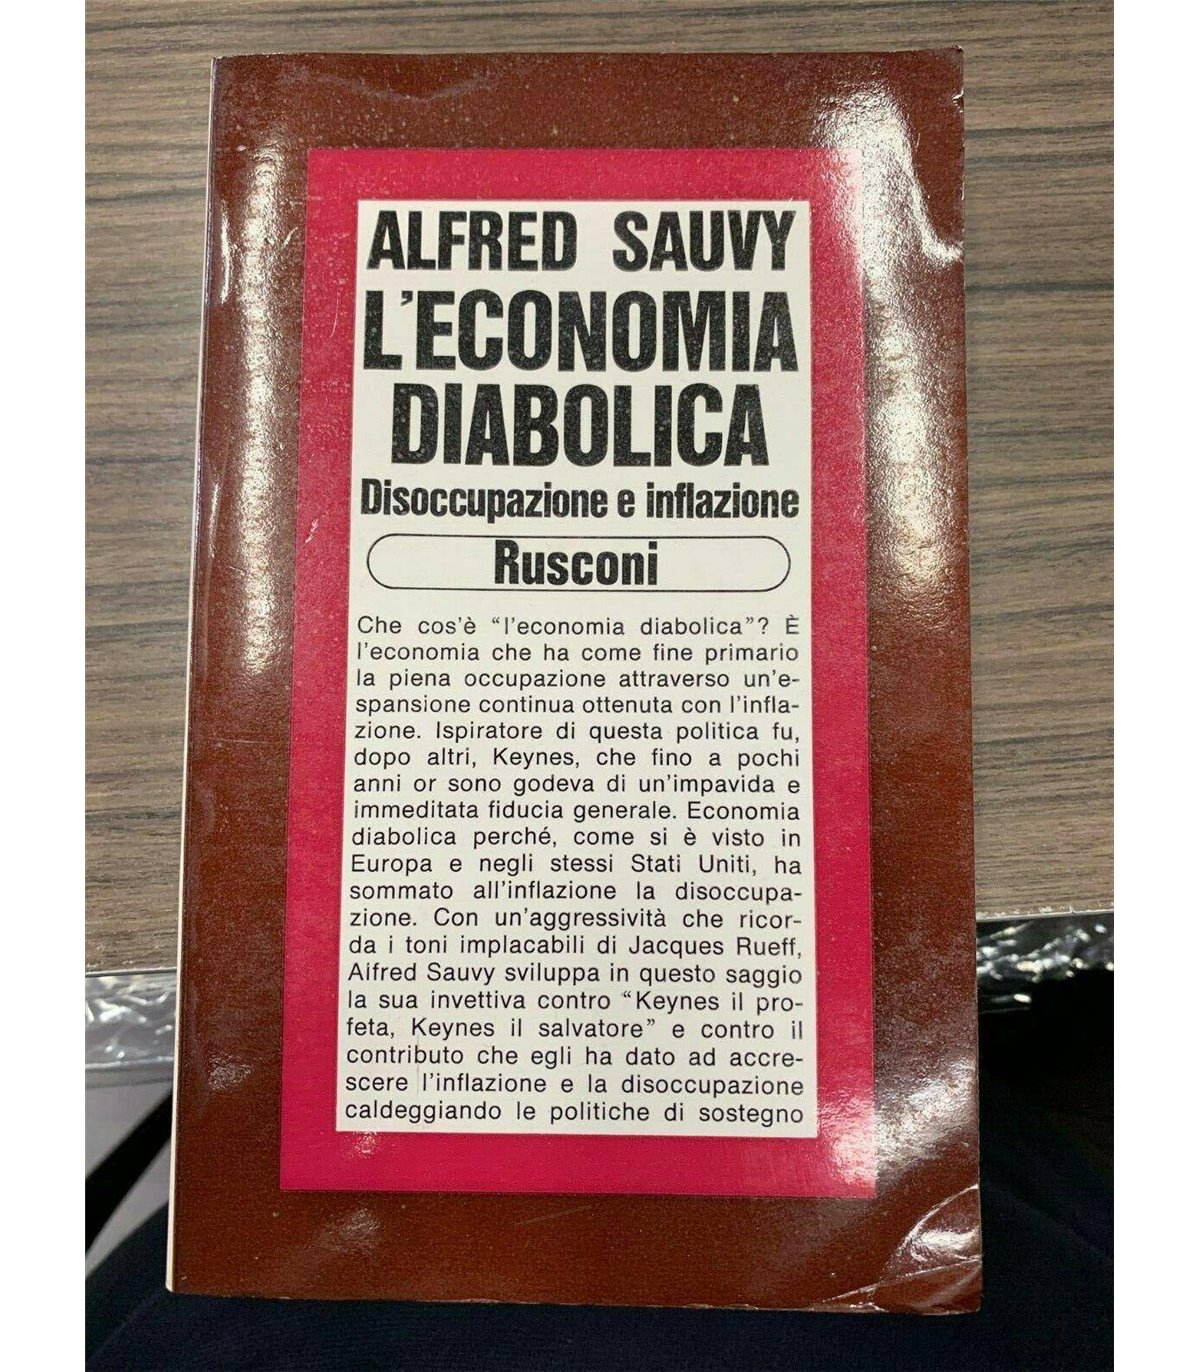 ALFRED SAUVY
L'ECONOMIA
DIABOLICA
Disoccupazione e inflazione
Rusconi
Che cos'è “l'economia diabolica”? È
l'economia che ha come fine primario
la piena occupazione attraverso un'e-
spansione continua ottenuta con l'infla-
zione. Ispiratore di questa politica fu,
dopo altri, Keynes, che fino a pochi
anni or sono godeva di un'impavida e
immeditata fiducia generale. Economia
diabolica perché, come si è visto in
Europa e negli stessi Stati Uniti, ha
sommato all'inflazione la disoccupa-
zione. Con un'aggressività che ricor-
da i toni implacabili di Jacques Rueff,
Alfred Sauvy sviluppa in questo saggio
la sua invettiva contro “Keynes il pro-
feta, Keynes il salvatore” e contro il
contributo che egli ha dato ad accre-
scere l'inflazione e la disoccupazione
caldeggiando le politiche di sostegno